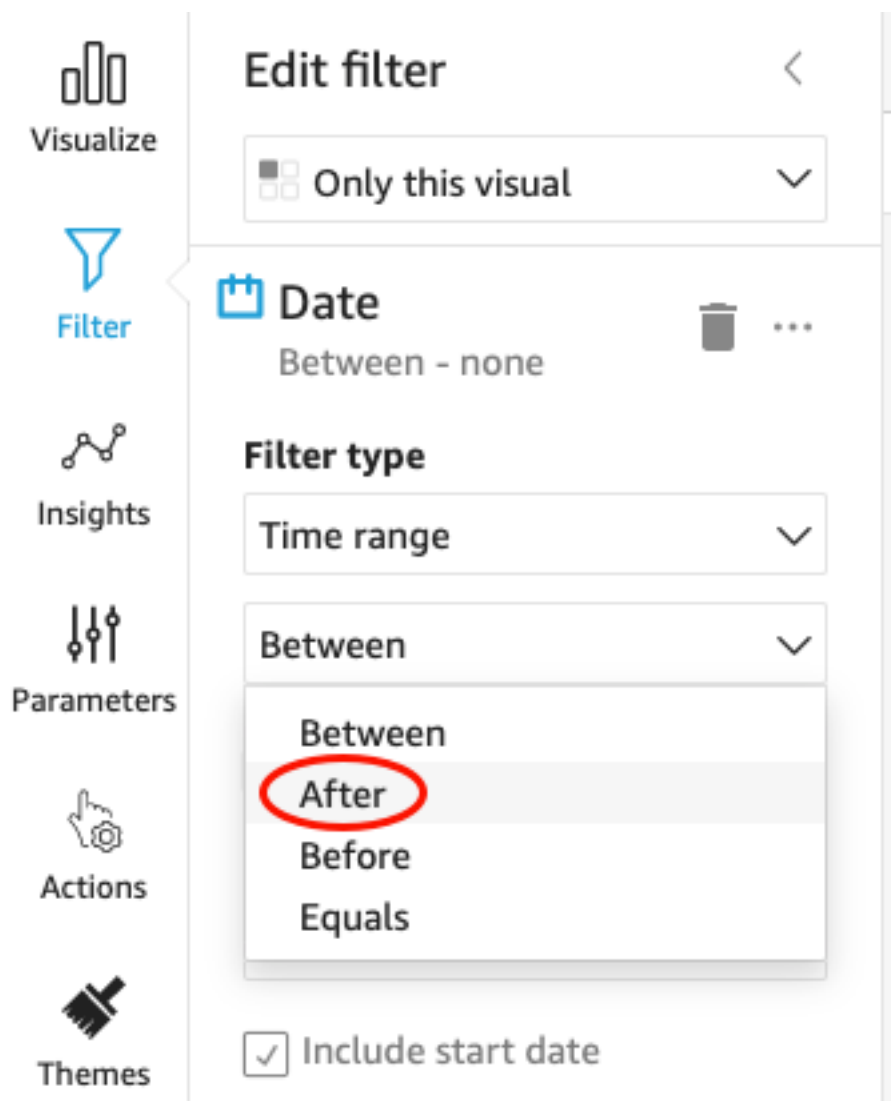 Visualize
Filter
Insights
Parameters
Actions
Themes
Edit filter
Only this visual
Date
Between - none
Filter type
Time range
Between
Between
After
Before
Equals
Include start date